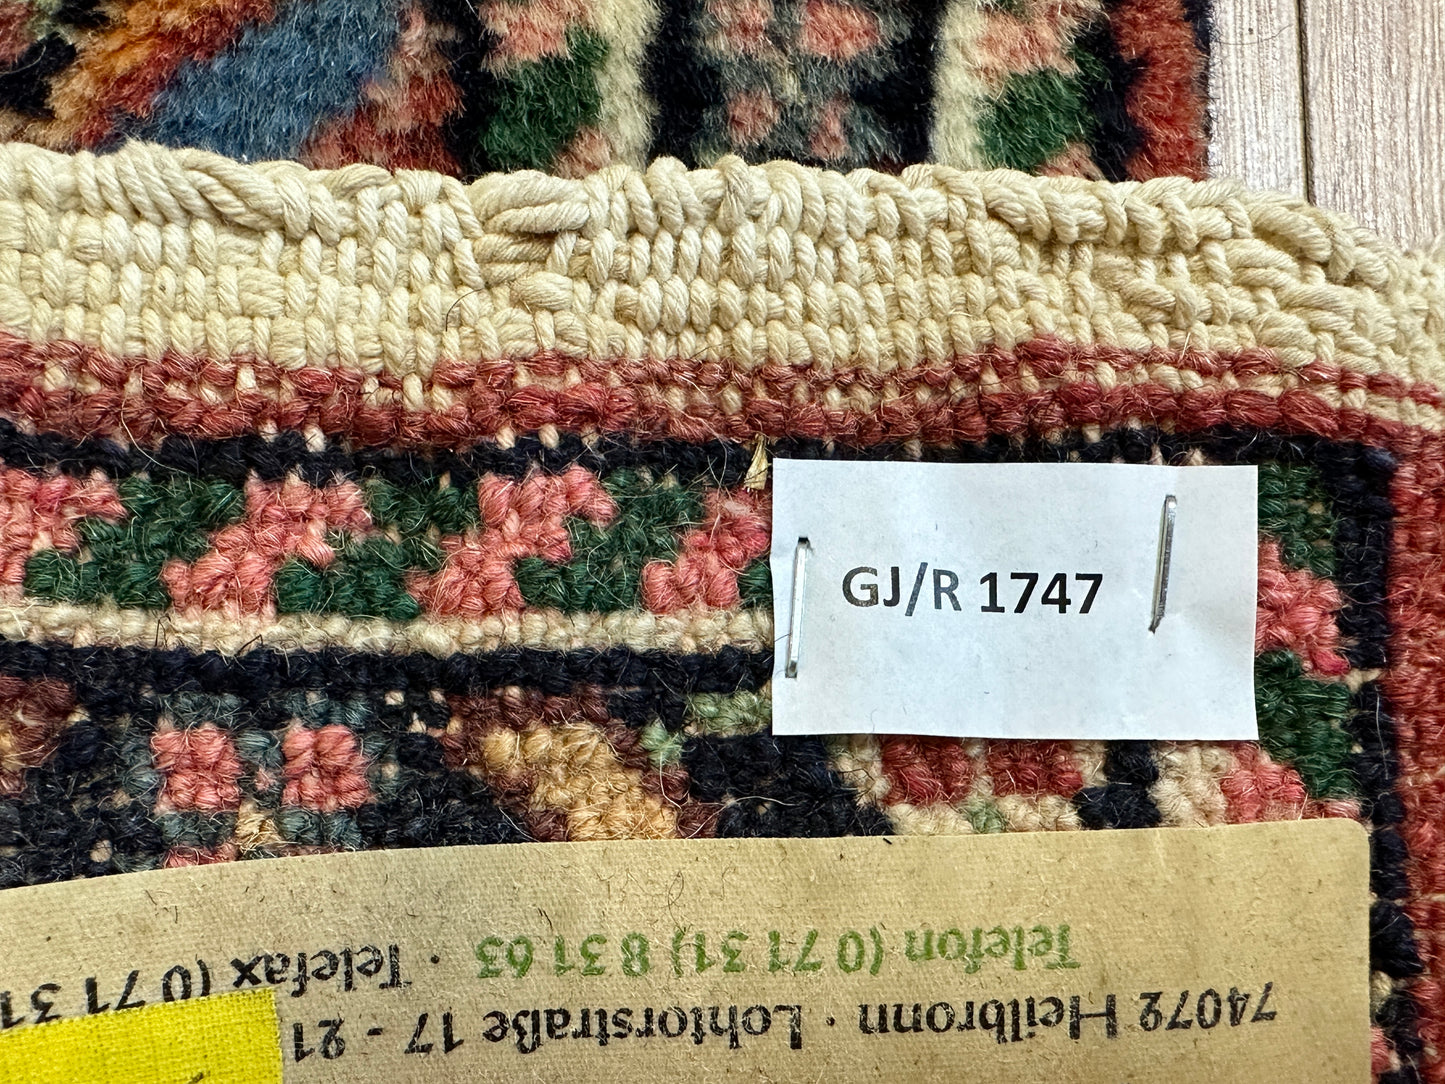 GJ/R 1747
74072 Heilbronn · Lohtorstraße 17 - 21
Telefon (0 71 31) 8 31 63 · Telefax (0 71 31